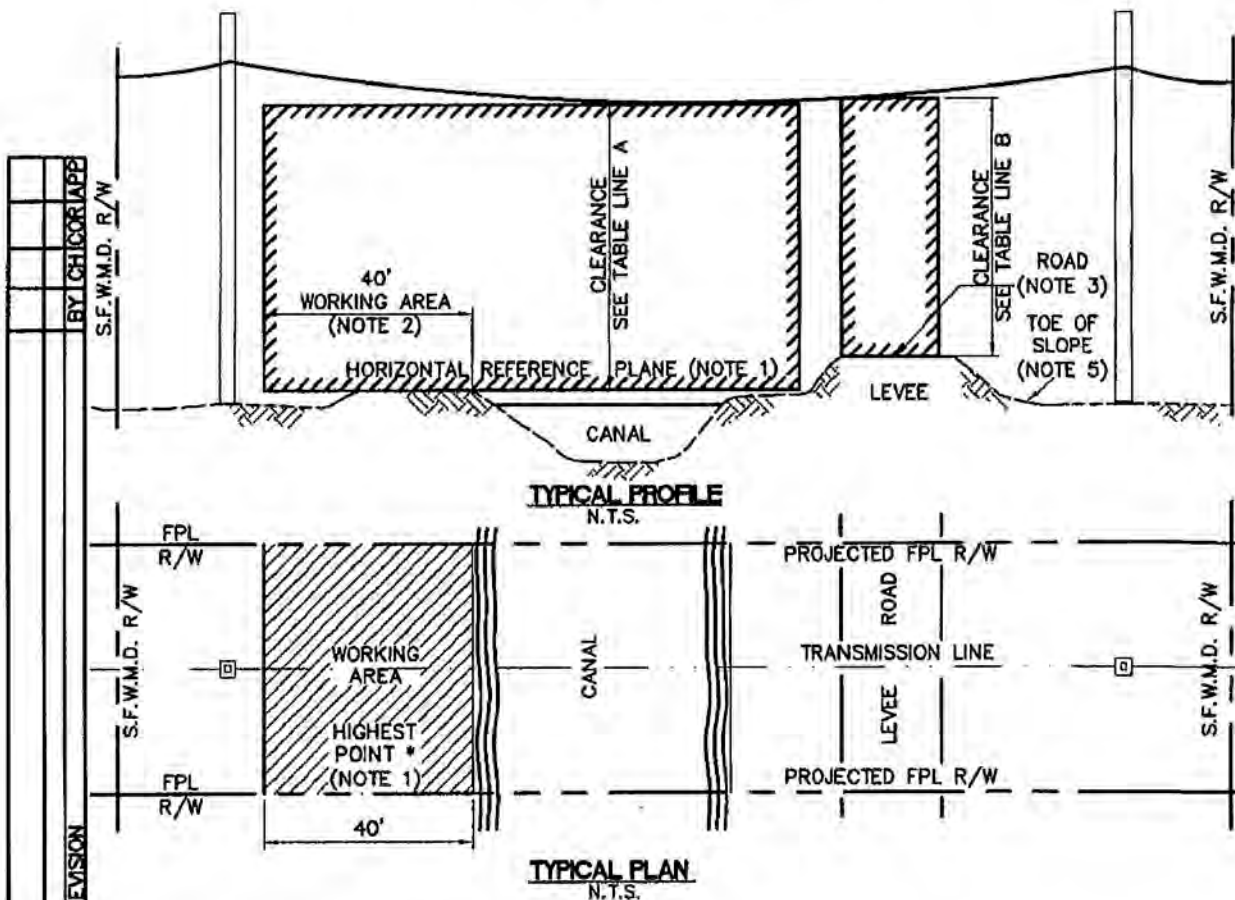 S.F.W.M.D. R/W
BY CHICOR APP
EVISION
CLEARANCE
SEE TABLE LINE A
CLEARANCE
SEE TABLE LINE B
S.F.W.M.D. R/W
40'
WORKING AREA
(NOTE 2)
ROAD
(NOTE 3)
TOE OF
SLOPE
(NOTE 5)
HORIZONTAL REFERENCE PLANE (NOTE 1)
LEVEE
CANAL
TYPICAL PROFILE
N.T.S.
FPL
R/W
PROJECTED FPL R/W
S.F.W.M.D. R/W
WORKING
AREA
CANAL
LEVEE ROAD
TRANSMISSION LINE
S.F.W.M.D. R/W
HIGHEST
POINT *
(NOTE 1)
FPL
R/W
PROJECTED FPL R/W
40'
TYPICAL PLAN
N.T.S.